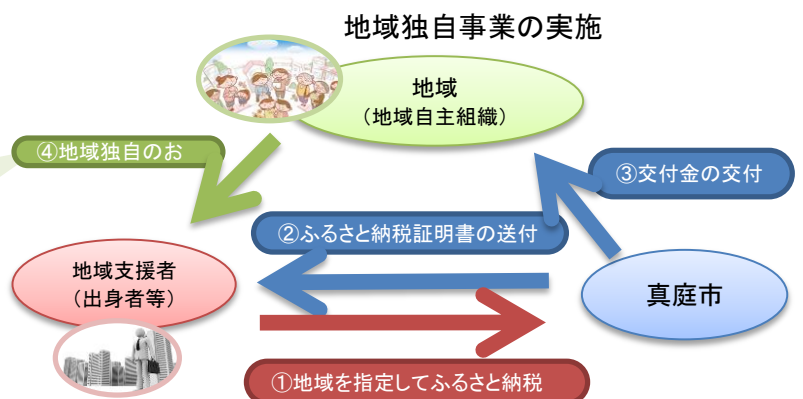 地域独自事業の実施
地域
（地域自主組織）
④地域独自のお
③交付金の交付
②ふるさと納税証明書の送付
地域支援者
（出身者等）
真庭市
①地域を指定してふるさと納税